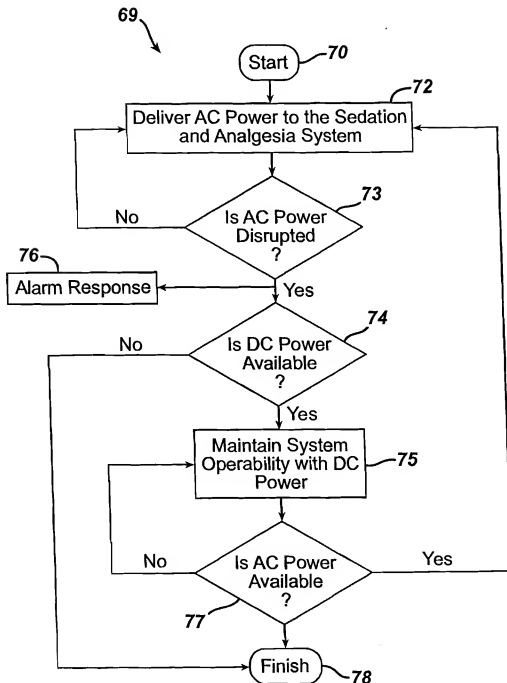 69
Start
70
72
Deliver AC Power to the Sedation
and Analgesia System
73
No
Is AC Power
Disrupted
?
76
Alarm Response
Yes
74
No
Is DC Power
Available
?
Yes
Maintain System
Operability with DC
Power
75
No
Is AC Power
Available
?
Yes
77
Finish
78